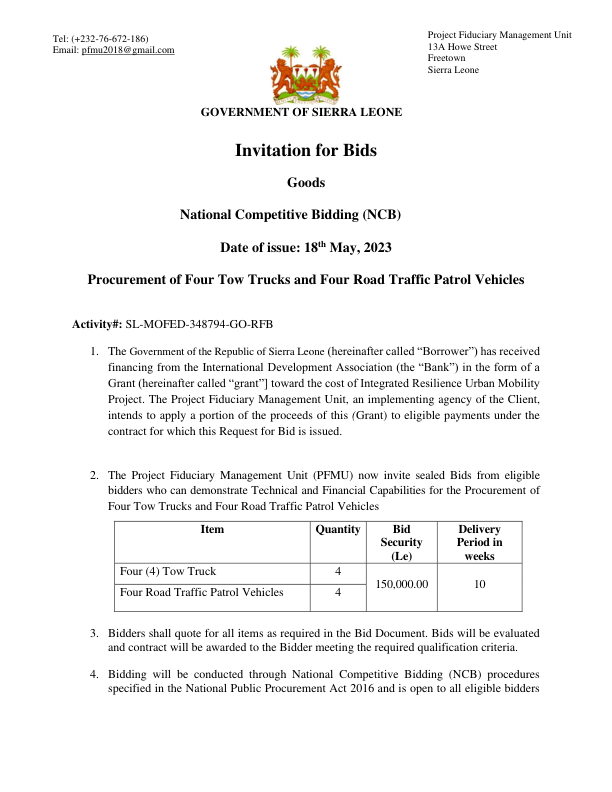 Tel: (+232-76-672-186)
Email: pfmu2018@gmail.com
Project Fiduciary Management Unit
13A Howe Street
Freetown
Sierra Leone
GOVERNMENT OF SIERRA LEONE
Invitation for Bids
Goods
National Competitive Bidding (NCB)
Date of issue: 18th May, 2023
Procurement of Four Tow Trucks and Four Road Traffic Patrol Vehicles
Activity#: SL-MOFED-348794-GO-RFB
1. The Government of the Republic of Sierra Leone (hereinafter called “Borrower”) has received
financing from the International Development Association (the “Bank”) in the form of a
Grant (hereinafter called “grant”] toward the cost of Integrated Resilience Urban Mobility
Project. The Project Fiduciary Management Unit, an implementing agency of the Client,
intends to apply a portion of the proceeds of this (Grant) to eligible payments under the
contract for which this Request for Bid is issued.
2. The Project Fiduciary Management Unit (PFMU) now invite sealed Bids from eligible
bidders who can demonstrate Technical and Financial Capabilities for the Procurement of
Four Tow Trucks and Four Road Traffic Patrol Vehicles
Item Quantity Bid Security (Le) Delivery Period in weeks
Four (4) Tow Truck 4 150,000.00 10
Four Road Traffic Patrol Vehicles 4
3. Bidders shall quote for all items as required in the Bid Document. Bids will be evaluated
and contract will be awarded to the Bidder meeting the required qualification criteria.
4. Bidding will be conducted through National Competitive Bidding (NCB) procedures
specified in the National Public Procurement Act 2016 and is open to all eligible bidders